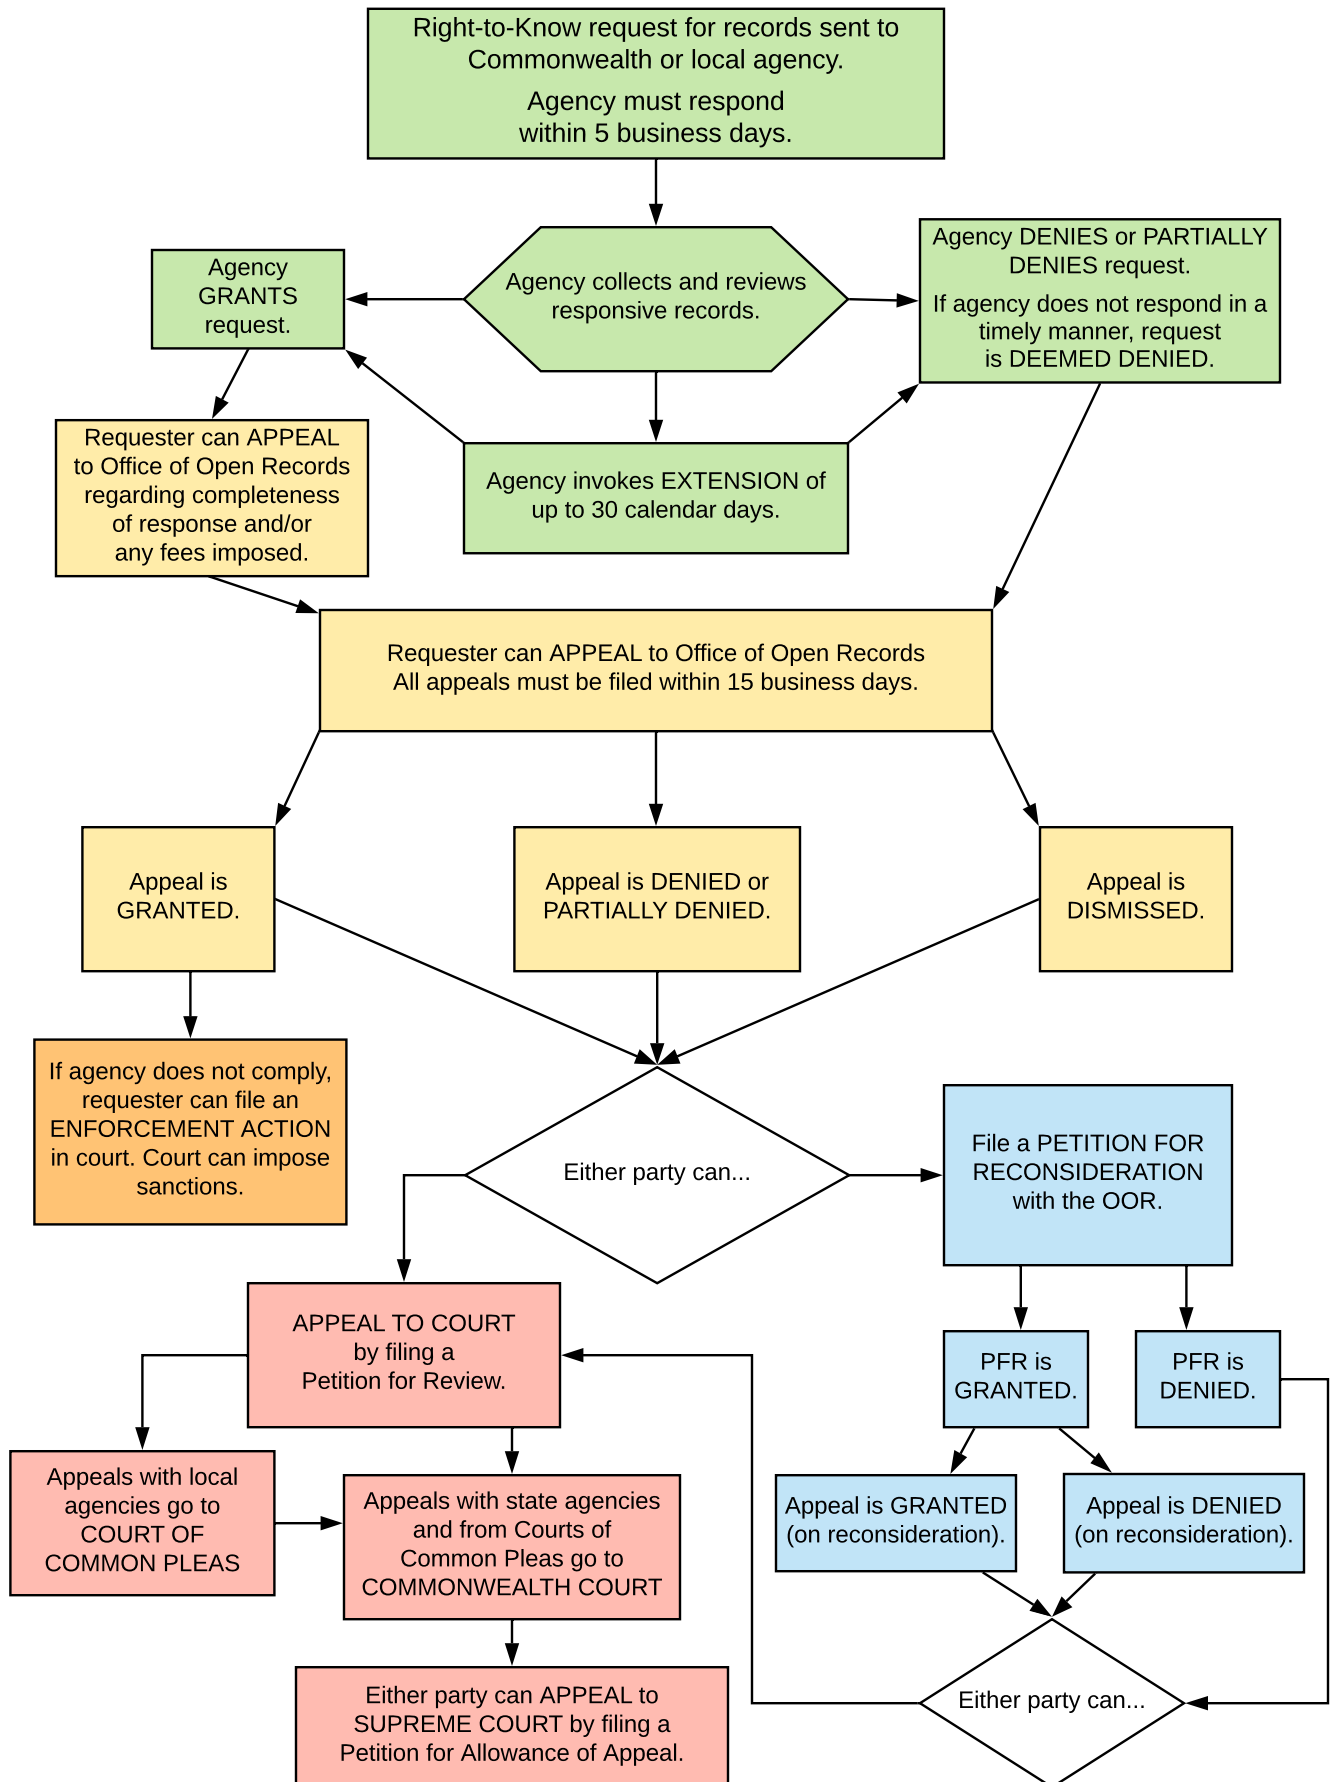 Right-to-Know request for records sent to
Commonwealth or local agency.
Agency must respond
within 5 business days.
Agency
GRANTS
request.
Agency collects and reviews
responsive records.
Agency DENIES or PARTIALLY
DENIES request.
If agency does not respond in a
timely manner, request
is DEEMED DENIED.
Requester can APPEAL
to Office of Open Records
regarding completeness
of response and/or
any fees imposed.
Agency invokes EXTENSION of
up to 30 calendar days.
Requester can APPEAL to Office of Open Records
All appeals must be filed within 15 business days.
Appeal is
GRANTED.
Appeal is DENIED or
PARTIALLY DENIED.
Appeal is
DISMISSED.
If agency does not comply,
requester can file an
ENFORCEMENT ACTION
in court. Court can impose
sanctions.
Either party can...
File a PETITION FOR
RECONSIDERATION
with the OOR.
APPEAL TO COURT
by filing a
Petition for Review.
PFR is
GRANTED.
PFR is
DENIED.
Appeals with local
agencies go to
COURT OF
COMMON PLEAS
Appeals with state agencies
and from Courts of
Common Pleas go to
COMMONWEALTH COURT
Appeal is GRANTED
(on reconsideration).
Appeal is DENIED
(on reconsideration).
Either party can APPEAL to
SUPREME COURT by filing a
Petition for Allowance of Appeal.
Either party can...